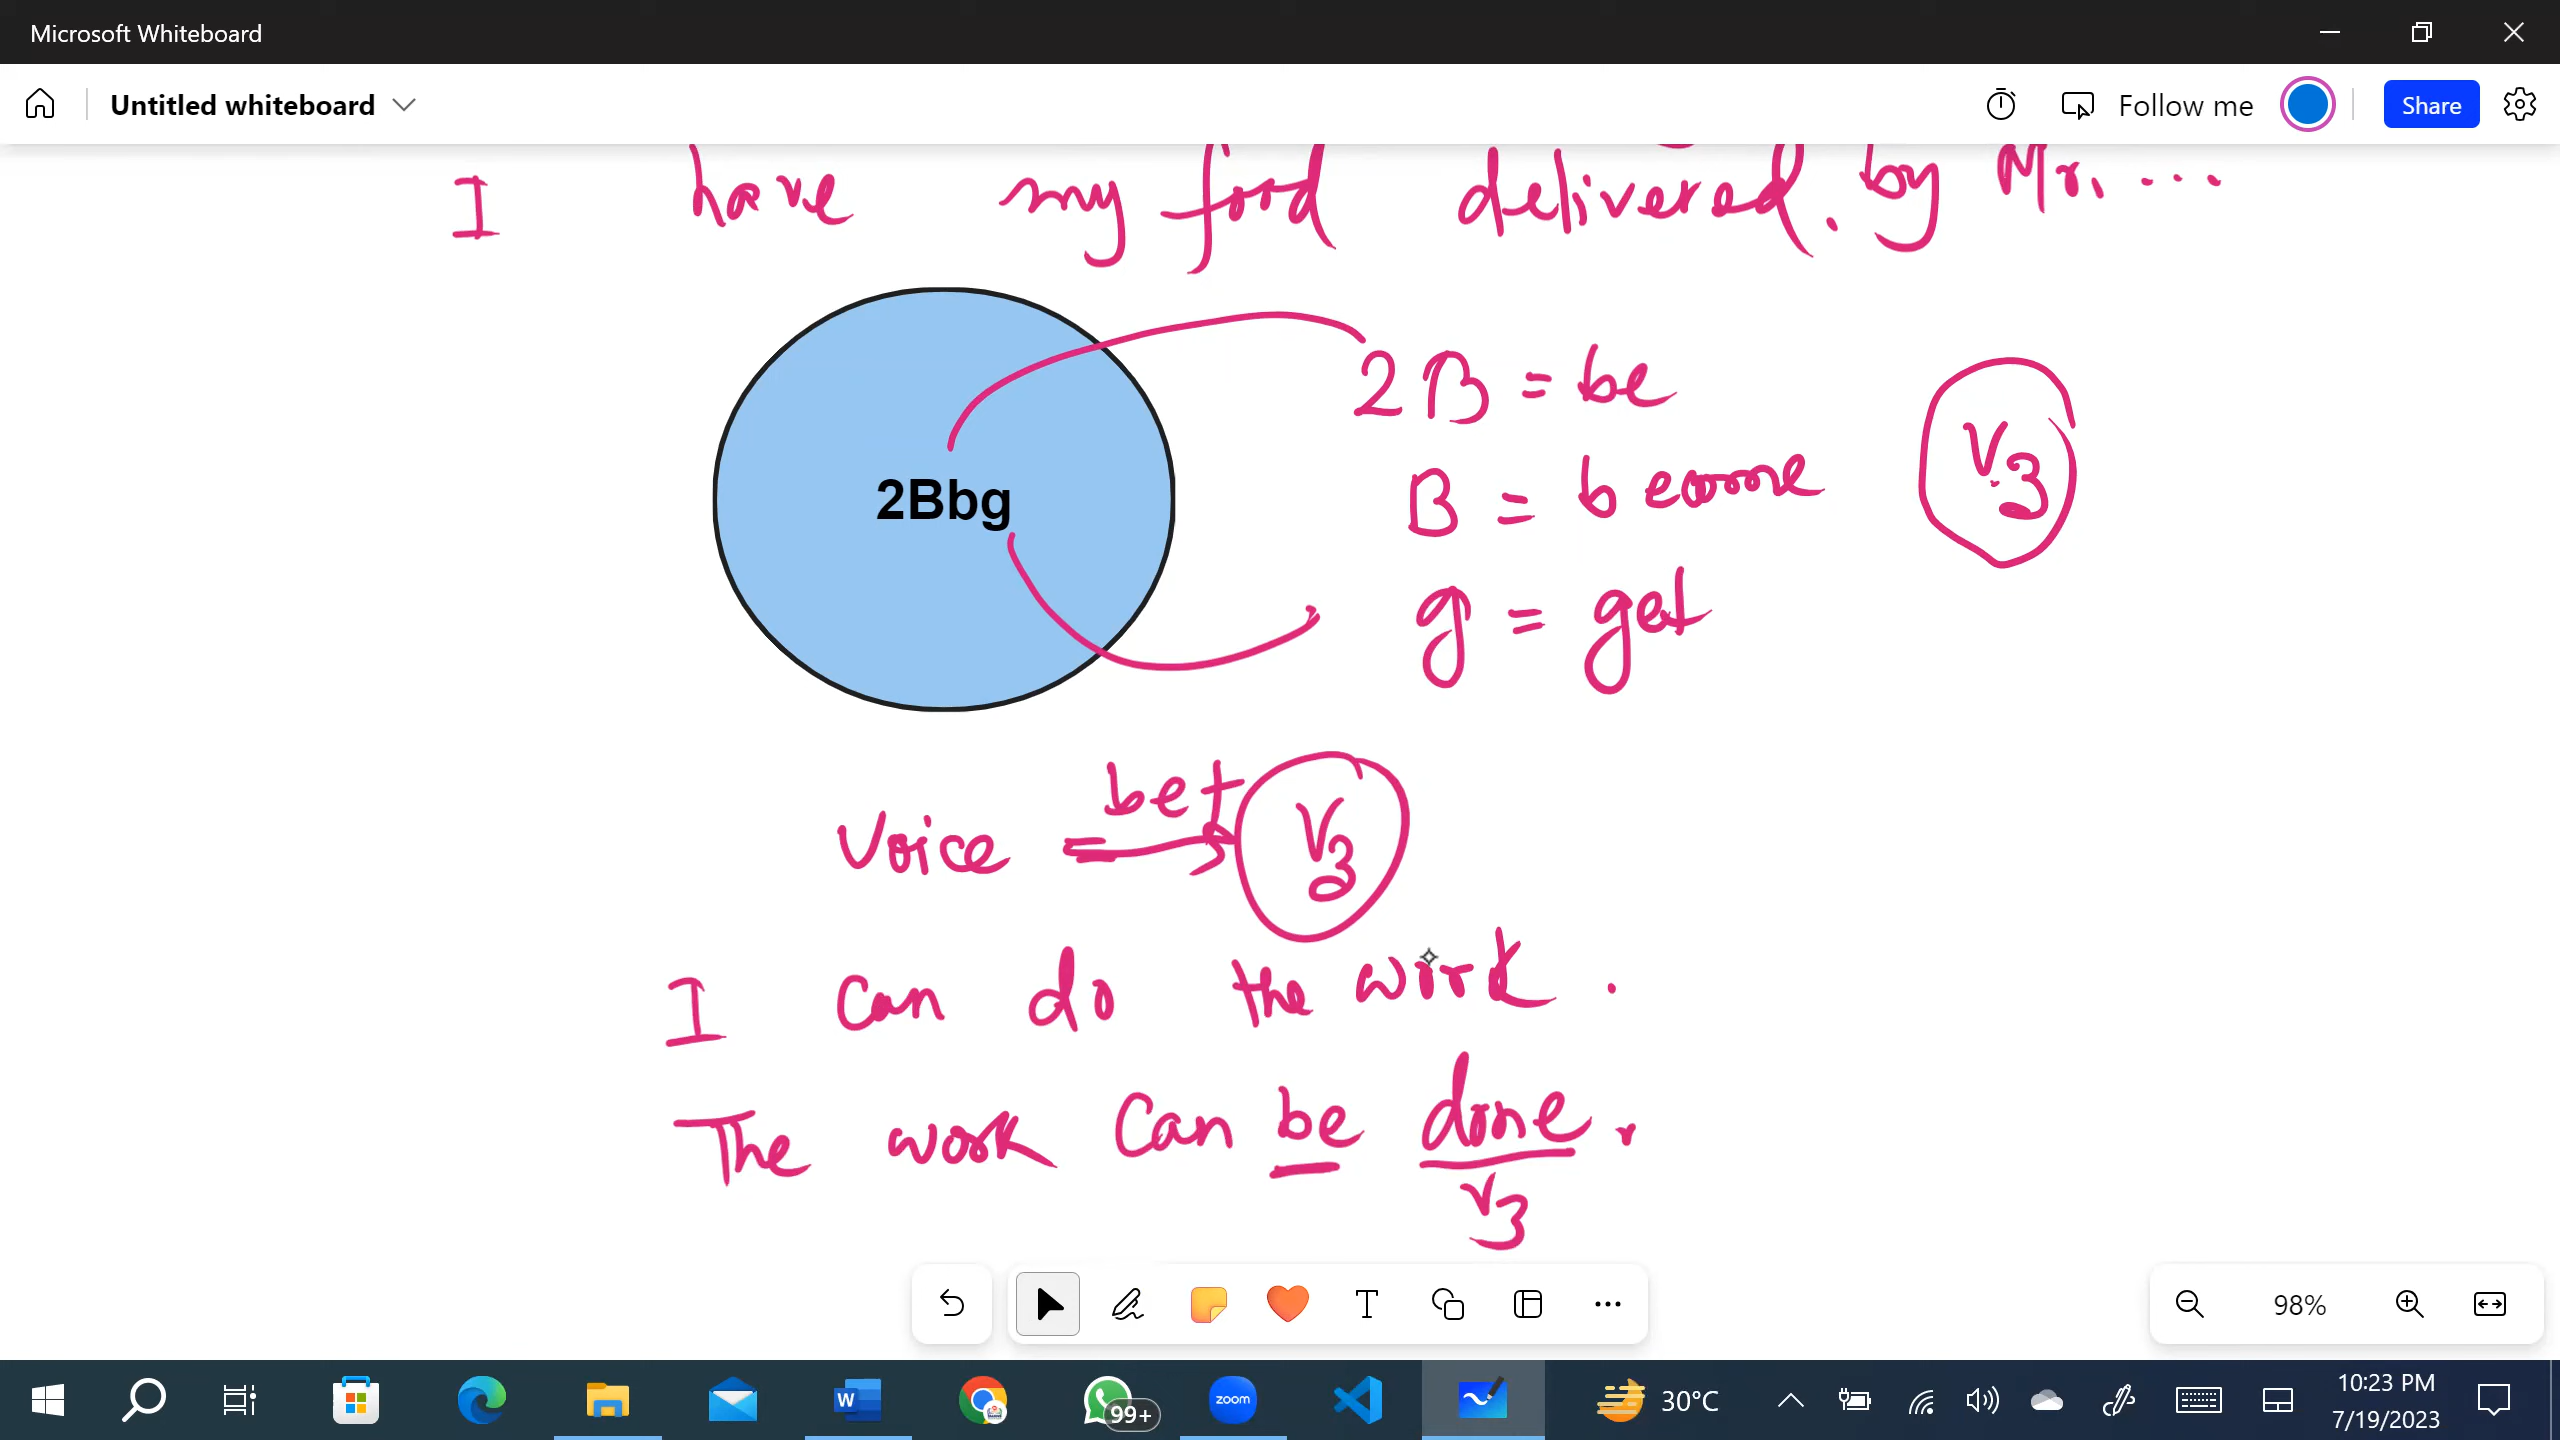 Microsoft Whiteboard
Untitled whiteboard
Follow me
Share
I have my food delivered. by Mr. ...
2B = be
2Bbg
B = become
V3
g = get
Voice be+ V3
I can do the work.
The work can be done.
V3
98%
W
99+
zoom
30°C
10:23 PM
7/19/2023